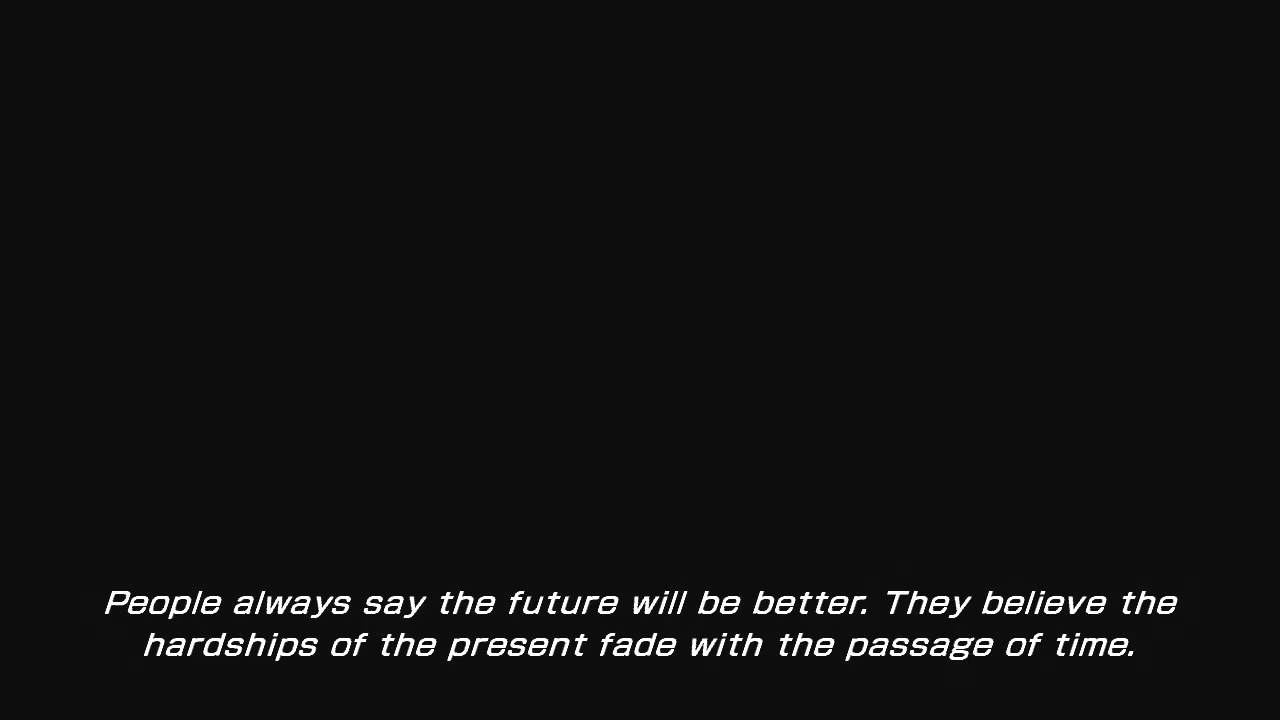 People always say the future will be better. They believe the
hardships of the present fade with the passage of time.